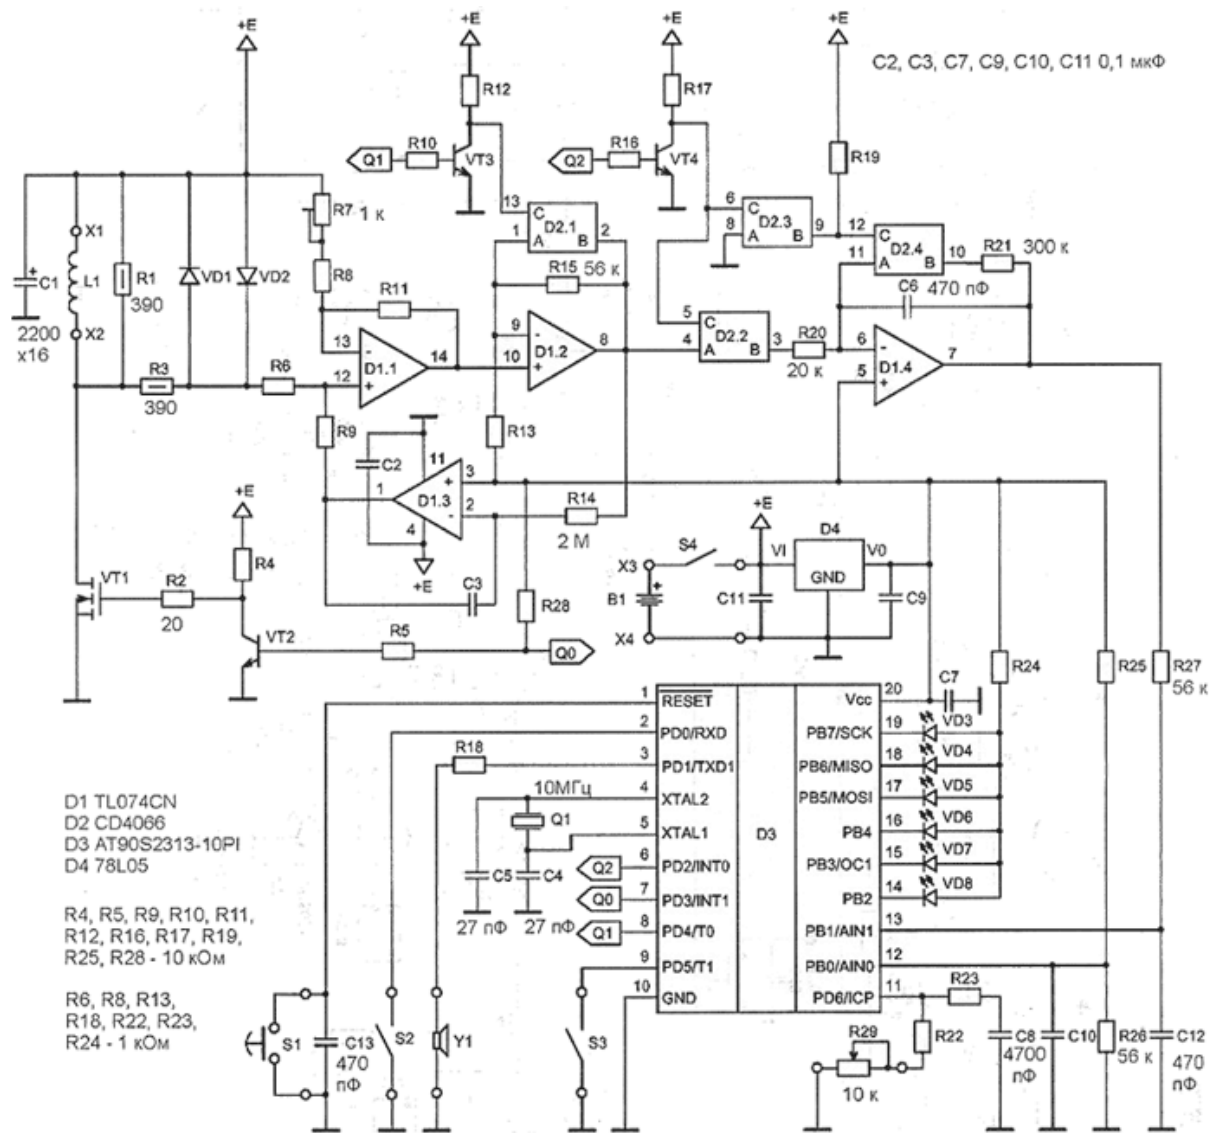 +E
+E
+E
+E
C2, C3, C7, C9, C10, C11 0,1 мкФ
R12
R17
Q1
R10
VT3
Q2
R16
VT4
R19
13
C
D2.1
1
A
B
2
6
C
D2.3
8
A
B
9
12
C
D2.4
11
A
B
10
R21
300 к
R7
1 к
X1
C1
+
L1
R1
390
VD1
VD2
R8
R15
56 к
C6
470 пФ
2200
x16
X2
R11
5
C
D2.2
4
A
B
3
R20
20 к
13
-
D1.1
12
+
14
9
-
D1.2
10
+
8
6
-
D1.4
5
+
7
R3
390
R6
R9
C2
11
R13
1
D1.3
+
3
-
2
4
+E
R14
2 М
+E
R4
VT1
R2
20
VT2
C3
R28
R5
Q0
+E
S4
X3
VI
D4
V0
GND
B1
+
C11
C9
X4
R24
R25
R27
56 к
1
RESET
2
PD0/RXD
3
PD1/TXD1
4
XTAL2
5
XTAL1
6
PD2/INT0
7
PD3/INT1
8
PD4/T0
9
PD5/T1
10
GND
D3
Vcc
20
C7
PB7/SCK
19
VD3
PB6/MISO
18
VD4
PB5/MOSI
17
VD5
PB4
16
VD6
PB3/OC1
15
VD7
PB2
14
VD8
PB1/AIN1
13
PB0/AIN0
12
PD6/ICP
11
R18
10МГц
Q1
C5
C4
27 пФ
27 пФ
Q2
Q0
Q1
D1 TL074CN
D2 CD4066
D3 AT90S2313-10PI
D4 78L05
R4, R5, R9, R10, R11,
R12, R16, R17, R19,
R25, R28 - 10 кОм
R6, R8, R13,
R18, R22, R23,
R24 - 1 кОм
S1
C13
470
пФ
S2
Y1
S3
R23
R29
10 к
R22
C8
4700
пФ
C10
R26
56 к
C12
470
пФ